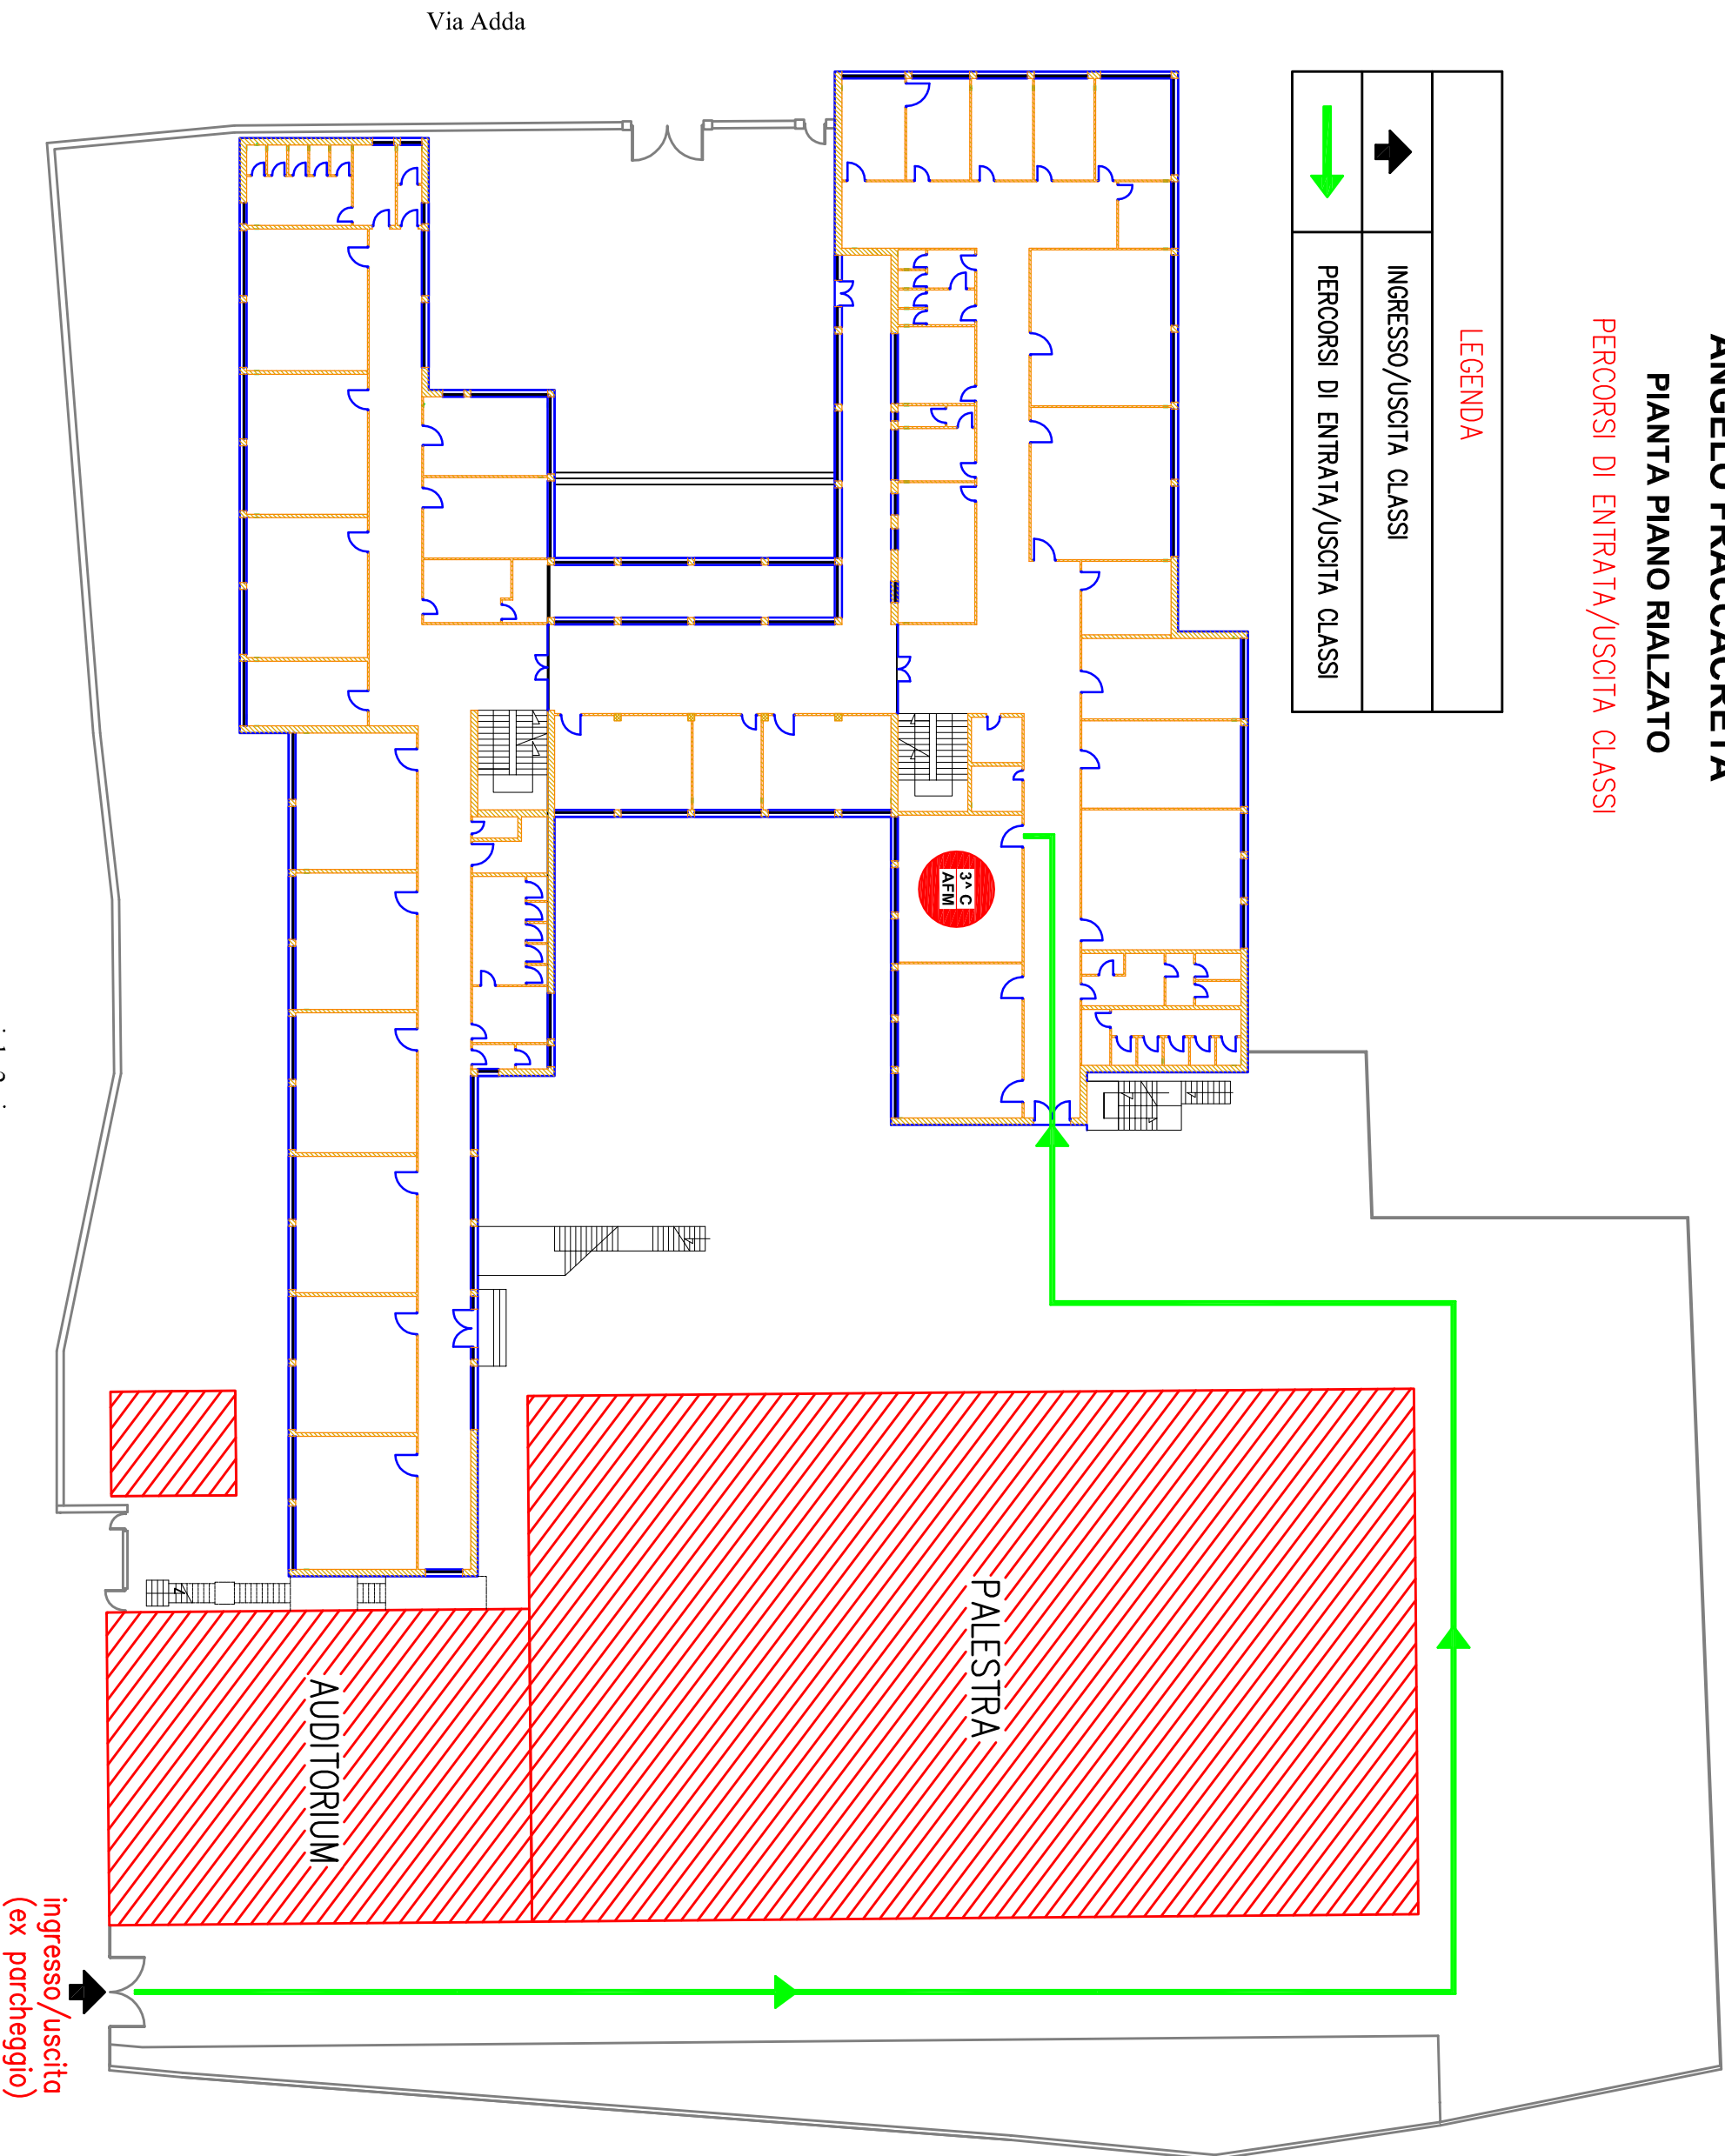 Via Adda
ANGELO FRACCACRETA
PIANTA PIANO RIALZATO
PERCORSI DI ENTRATA/USCITA CLASSI
LEGENDA
INGRESSO/USCITA CLASSI
PERCORSI DI ENTRATA/USCITA CLASSI
3^ C
AFM
PALESTRA
AUDITORIUM
ingresso/uscita
(ex parcheggio)